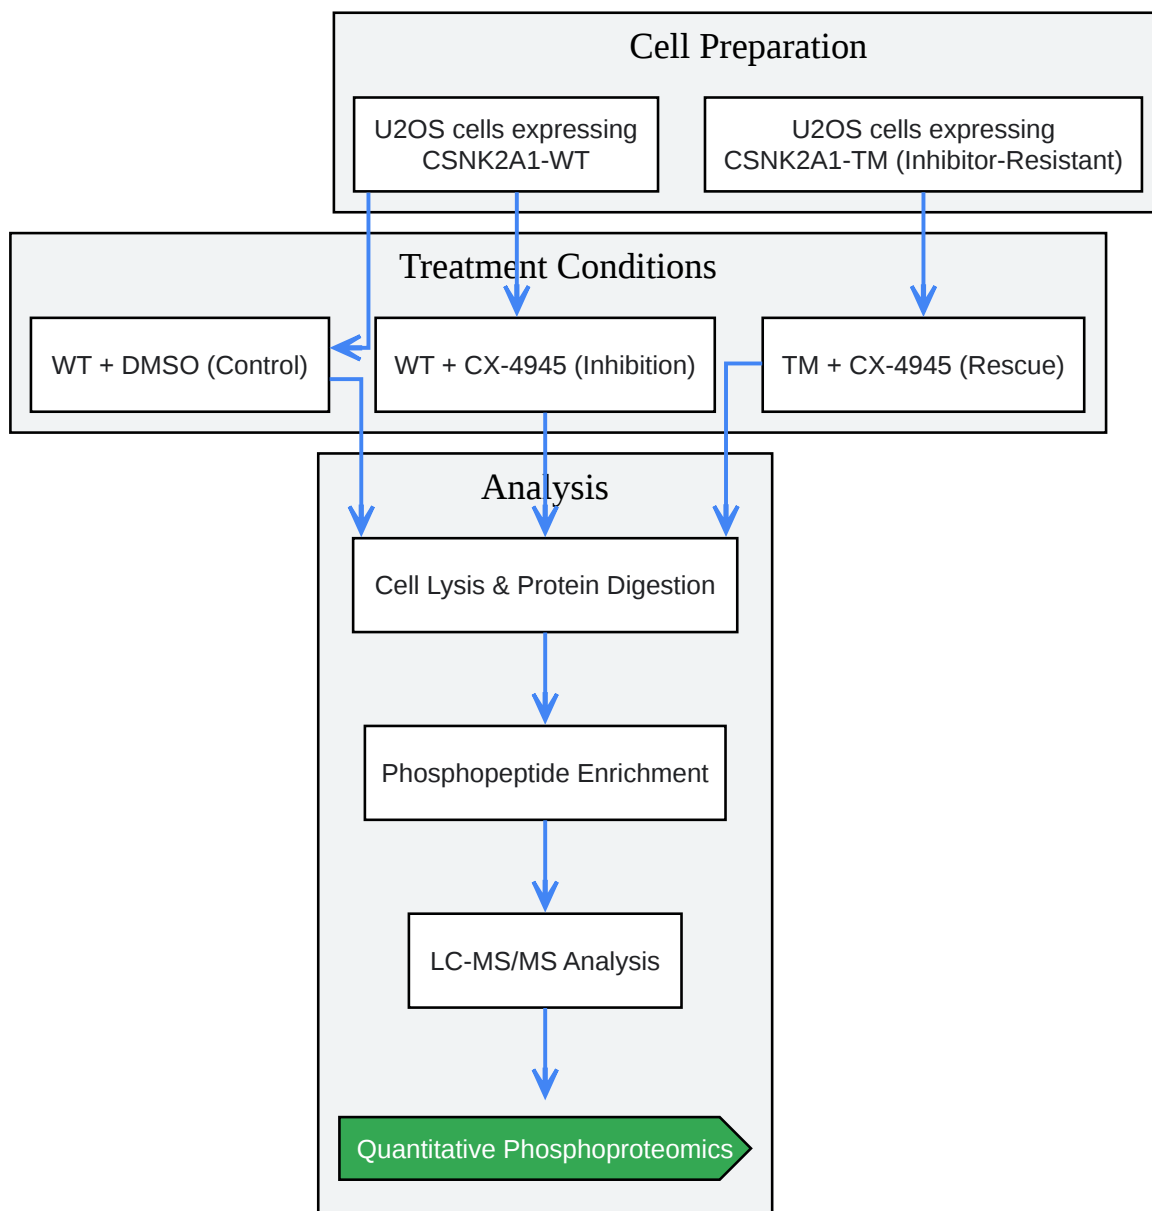 Cell Preparation
U2OS cells expressing
CSNK2A1-WT
U2OS cells expressing
CSNK2A1-TM (Inhibitor-Resistant)
Treatment Conditions
WT + DMSO (Control)
WT + CX-4945 (Inhibition)
TM + CX-4945 (Rescue)
Analysis
Cell Lysis & Protein Digestion
Phosphopeptide Enrichment
LC-MS/MS Analysis
Quantitative Phosphoproteomics